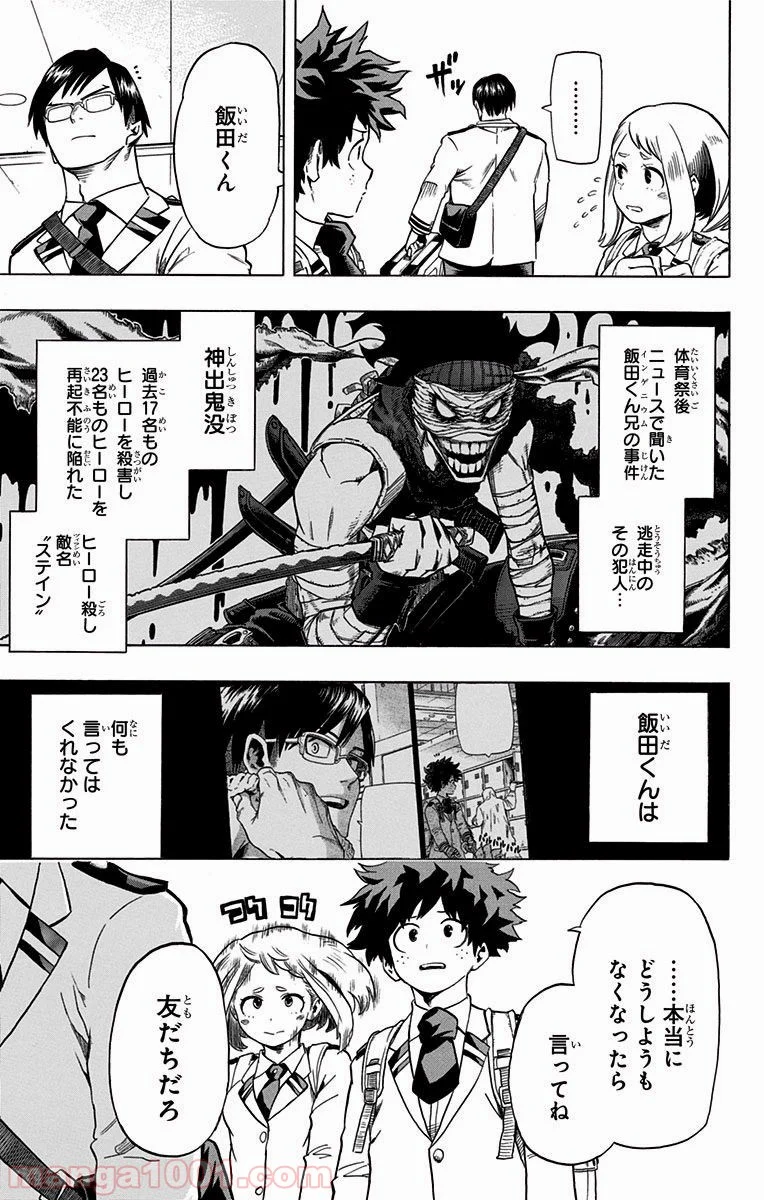 ………
ザッ
飯田くん
体育祭後
ニュースで聞いた
飯田くん兄の事件
逃走中の
その犯人…
神出鬼没
過去17名もの
ヒーローを殺害し
23名ものヒーローを
再起不能に陥れた
ヒーロー殺し
敵名
〝ステイン〟
飯田くんは
何も
言っては
くれなかった
……本当に
どうしようも
なくなったら
言ってね
コク コク
友だちだろ
manga1001.com